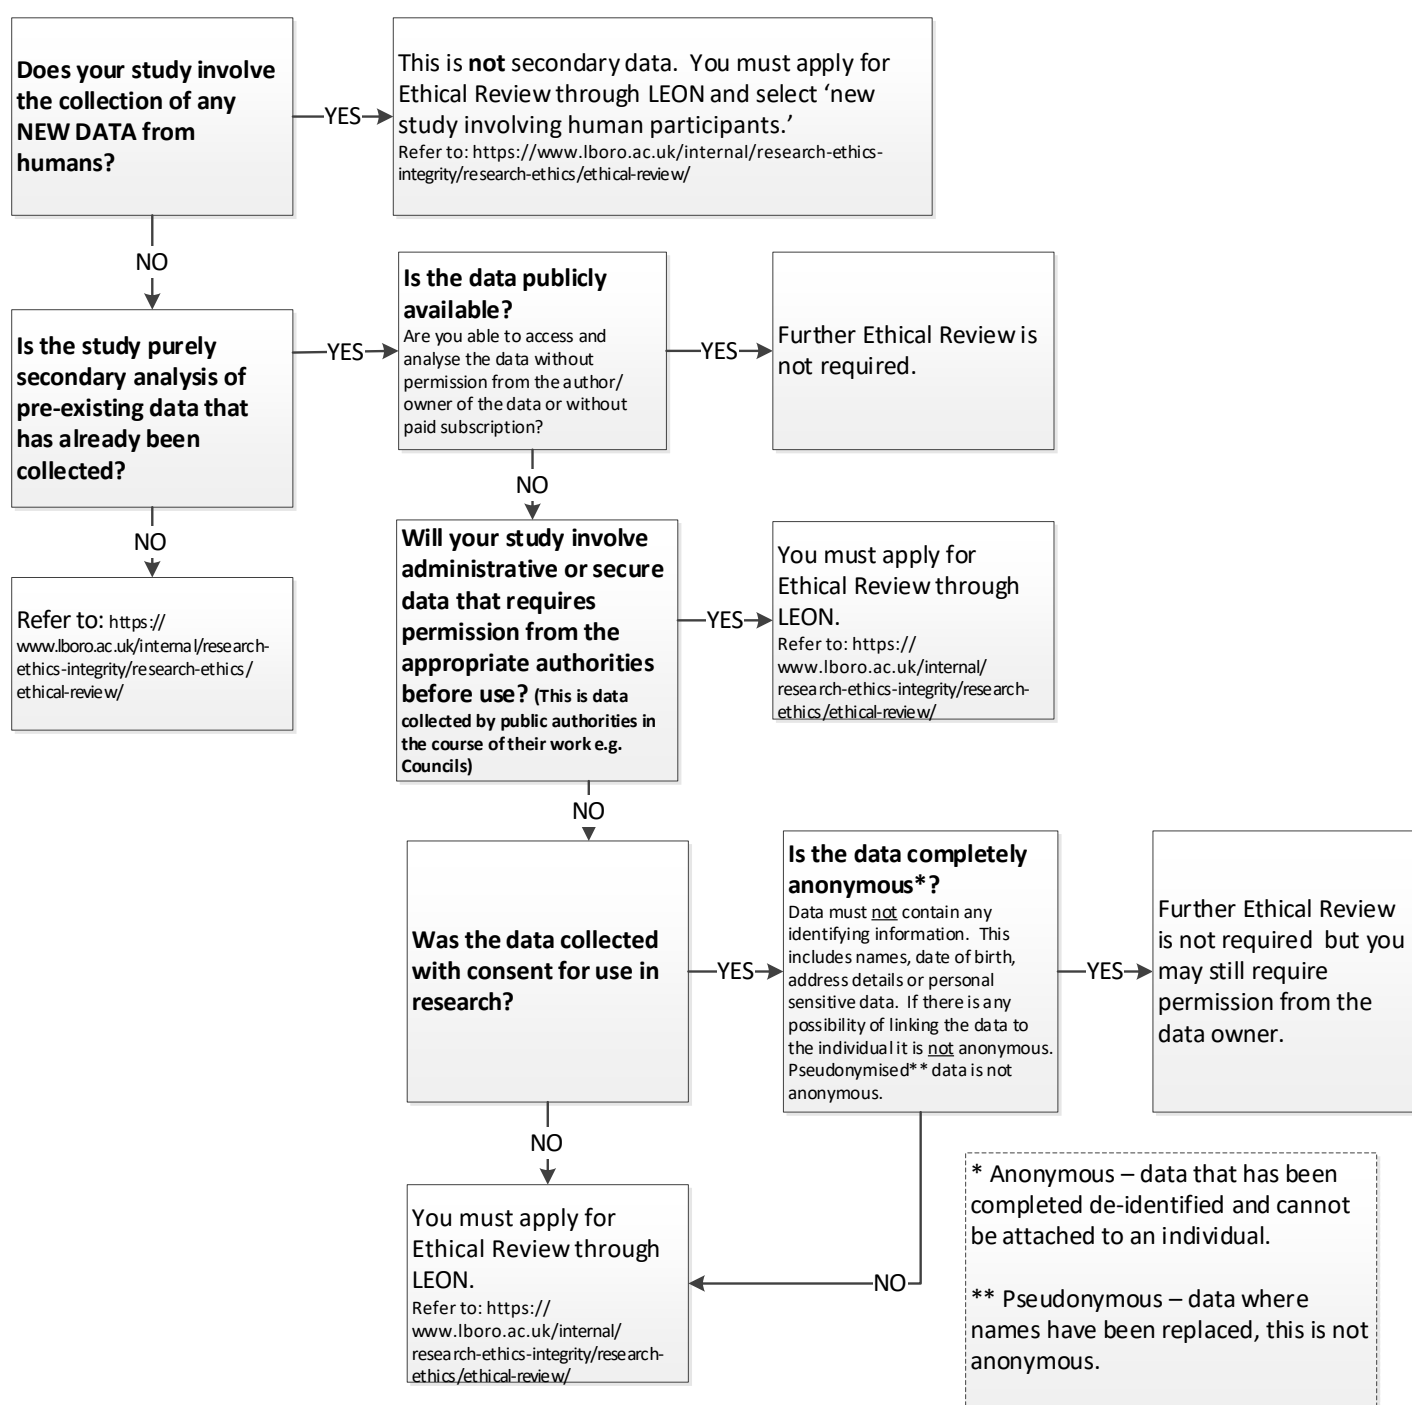 Does your study involve
the collection of any
NEW DATA from
humans?
YES
This is not secondary data.  You must apply for
Ethical Review through LEON and select ‘new
study involving human participants.’
Refer to: https://www.lboro.ac.uk/internal/research-ethics-
integrity/research-ethics/ethical-review/
NO
Is the study purely
secondary analysis of
pre-existing data that
has already been
collected?
YES
Is the data publicly
available?
Are you able to access and
analyse the data without
permission from the author/
owner of the data or without
paid subscription?
YES
Further Ethical Review is
not required.
NO
Refer to: https://
www.lboro.ac.uk/internal/research-
ethics-integrity/research-ethics/
ethical-review/
NO
Will your study involve
administrative or secure
data that requires
permission from the
appropriate authorities
before use? (This is data
collected by public authorities in
the course of their work e.g.
Councils)
YES
You must apply for
Ethical Review through
LEON.
Refer to: https://
www.lboro.ac.uk/internal/
research-ethics-integrity/research-
ethics/ethical-review/
NO
Was the data collected
with consent for use in
research?
YES
Is the data completely
anonymous*?
Data must not contain any
identifying information.  This
includes names, date of birth,
address details or personal
sensitive data.  If there is any
possibility of linking the data to
the individual it is not anonymous.
Pseudonymised** data is not
anonymous.
YES
Further Ethical Review
is not required  but you
may still require
permission from the
data owner.
NO
You must apply for
Ethical Review through
LEON.
Refer to: https://
www.lboro.ac.uk/internal/
research-ethics-integrity/research-
ethics/ethical-review/
NO
* Anonymous – data that has been
completed de-identified and cannot
be attached to an individual.
** Pseudonymous – data where
names have been replaced, this is not
anonymous.